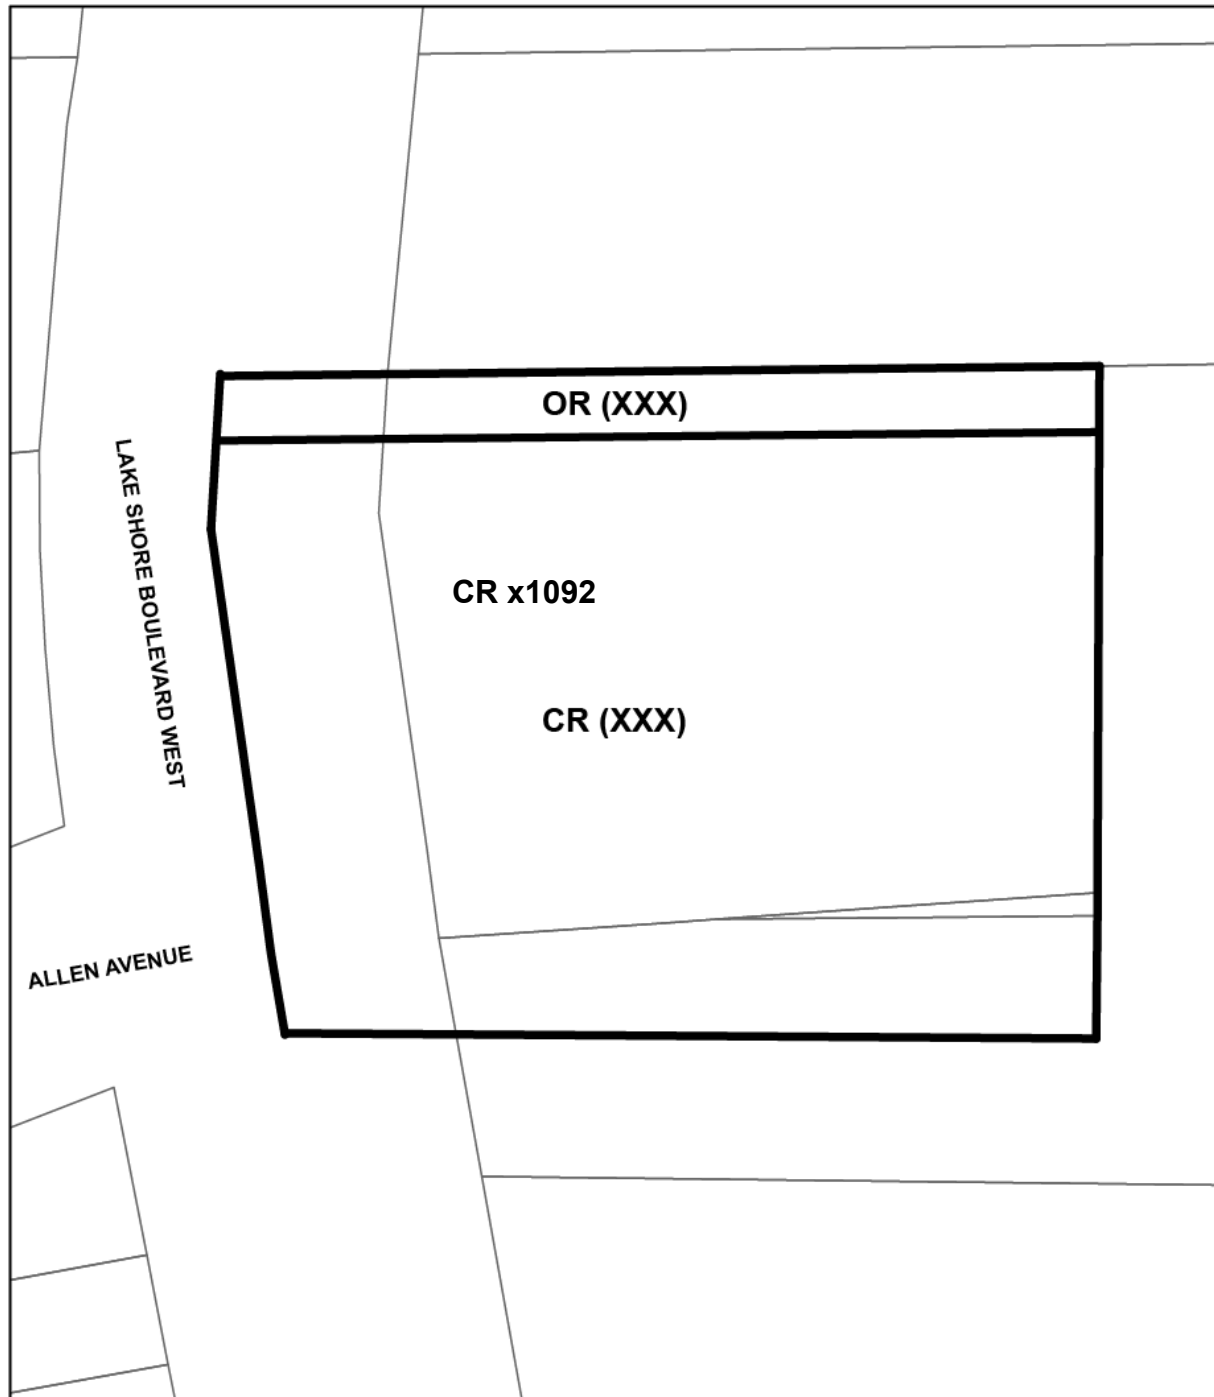 OR (XXX)
LAKE SHORE BOULEVARD WEST
CR x1092
CR (XXX)
ALLEN AVENUE